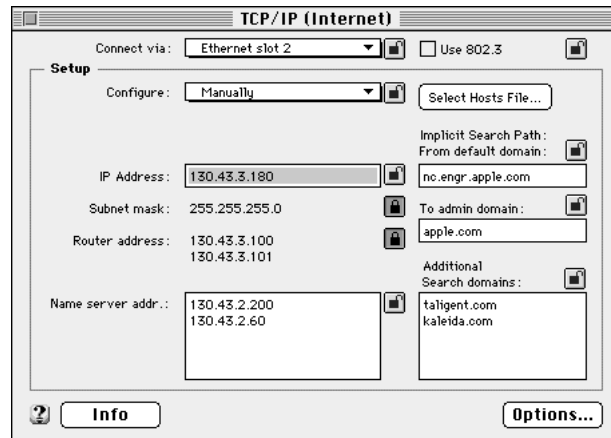 TCP/IP (Internet)
Connect via: Ethernet slot 2 Use 802.3
Setup
Configure: Manually Select Hosts File...
Implicit Search Path:
From default domain:
IP Address: 130.43.3.180 nc.engr.apple.com
Subnet mask: 255.255.255.0 To admin domain:
Router address: 130.43.3.100 apple.com
130.43.3.101
Additional
Search domains:
Name server addr.: 130.43.2.200 taligent.com
130.43.2.60 kaleida.com
? Info Options...